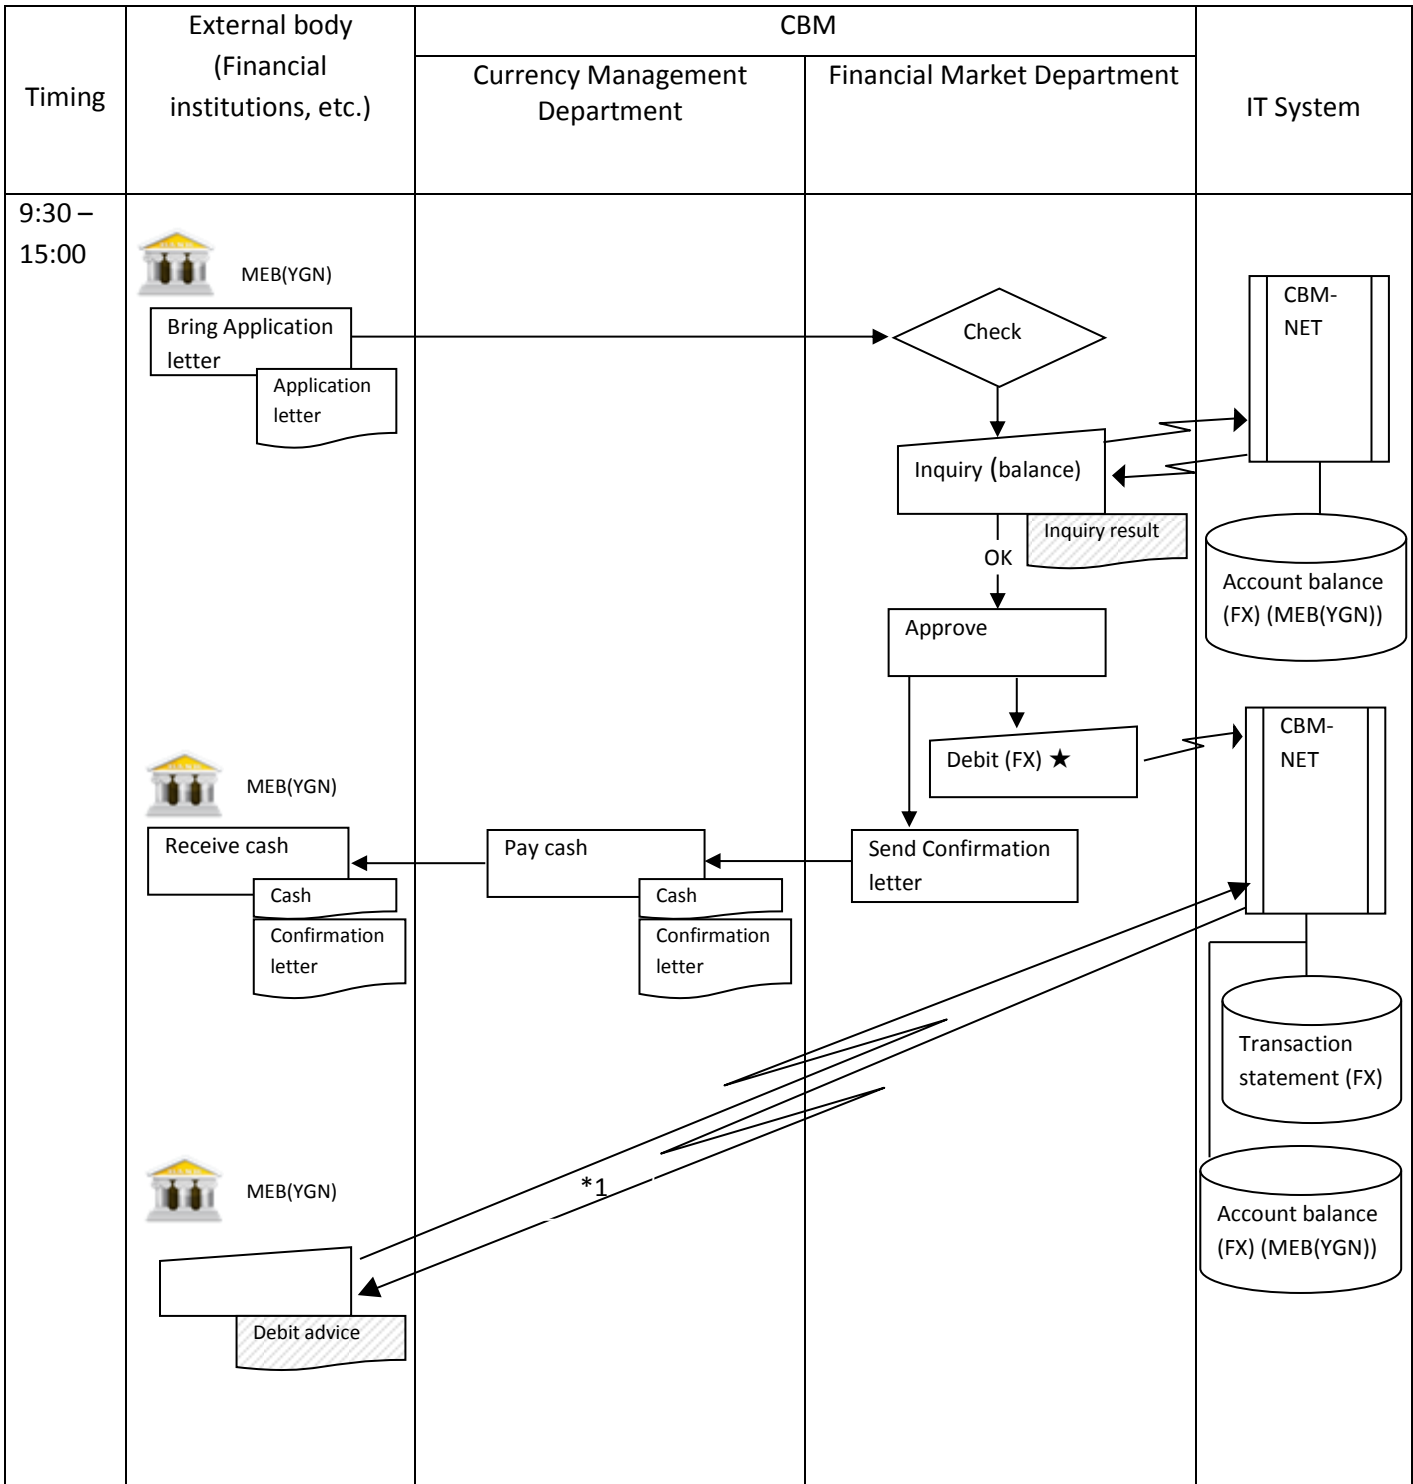 Timing
External body
(Financial
institutions, etc.)
CBM
Currency Management
Department
Financial Market Department
IT System
9:30 –
15:00
MEB(YGN)
Bring Application
letter
Application
letter
Check
CBM-
NET
Inquiry (balance)
Inquiry result
OK
Account balance
(FX) (MEB(YGN))
Approve
Debit (FX) ★
CBM-
NET
MEB(YGN)
Receive cash
Cash
Confirmation
letter
Pay cash
Cash
Confirmation
letter
Send Confirmation
letter
Transaction
statement (FX)
MEB(YGN)
*1
Account balance
(FX) (MEB(YGN))
Debit advice